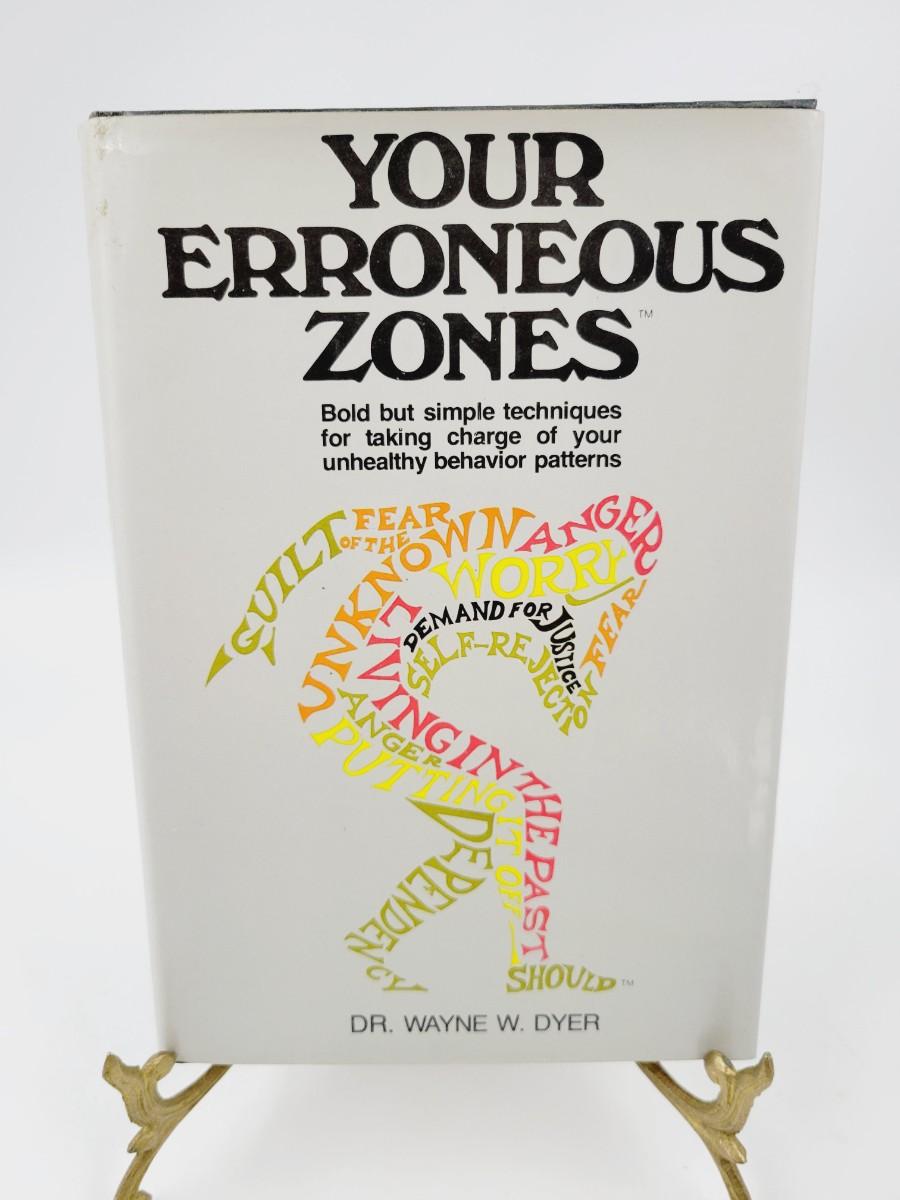 YOUR
ERRONEOUS
ZONES™
Bold but simple techniques
for taking charge of your
unhealthy behavior patterns
GUILT
FEAR
OF THE
UNKNOWN
ANGER
WORRY
FEAR
DEMAND FOR JUSTICE
SELF-REJECTION
LIVING IN THE PAST
ANGER
PUTTING IT OFF
DEPENDENCY
SHOULD™
DR. WAYNE W. DYER